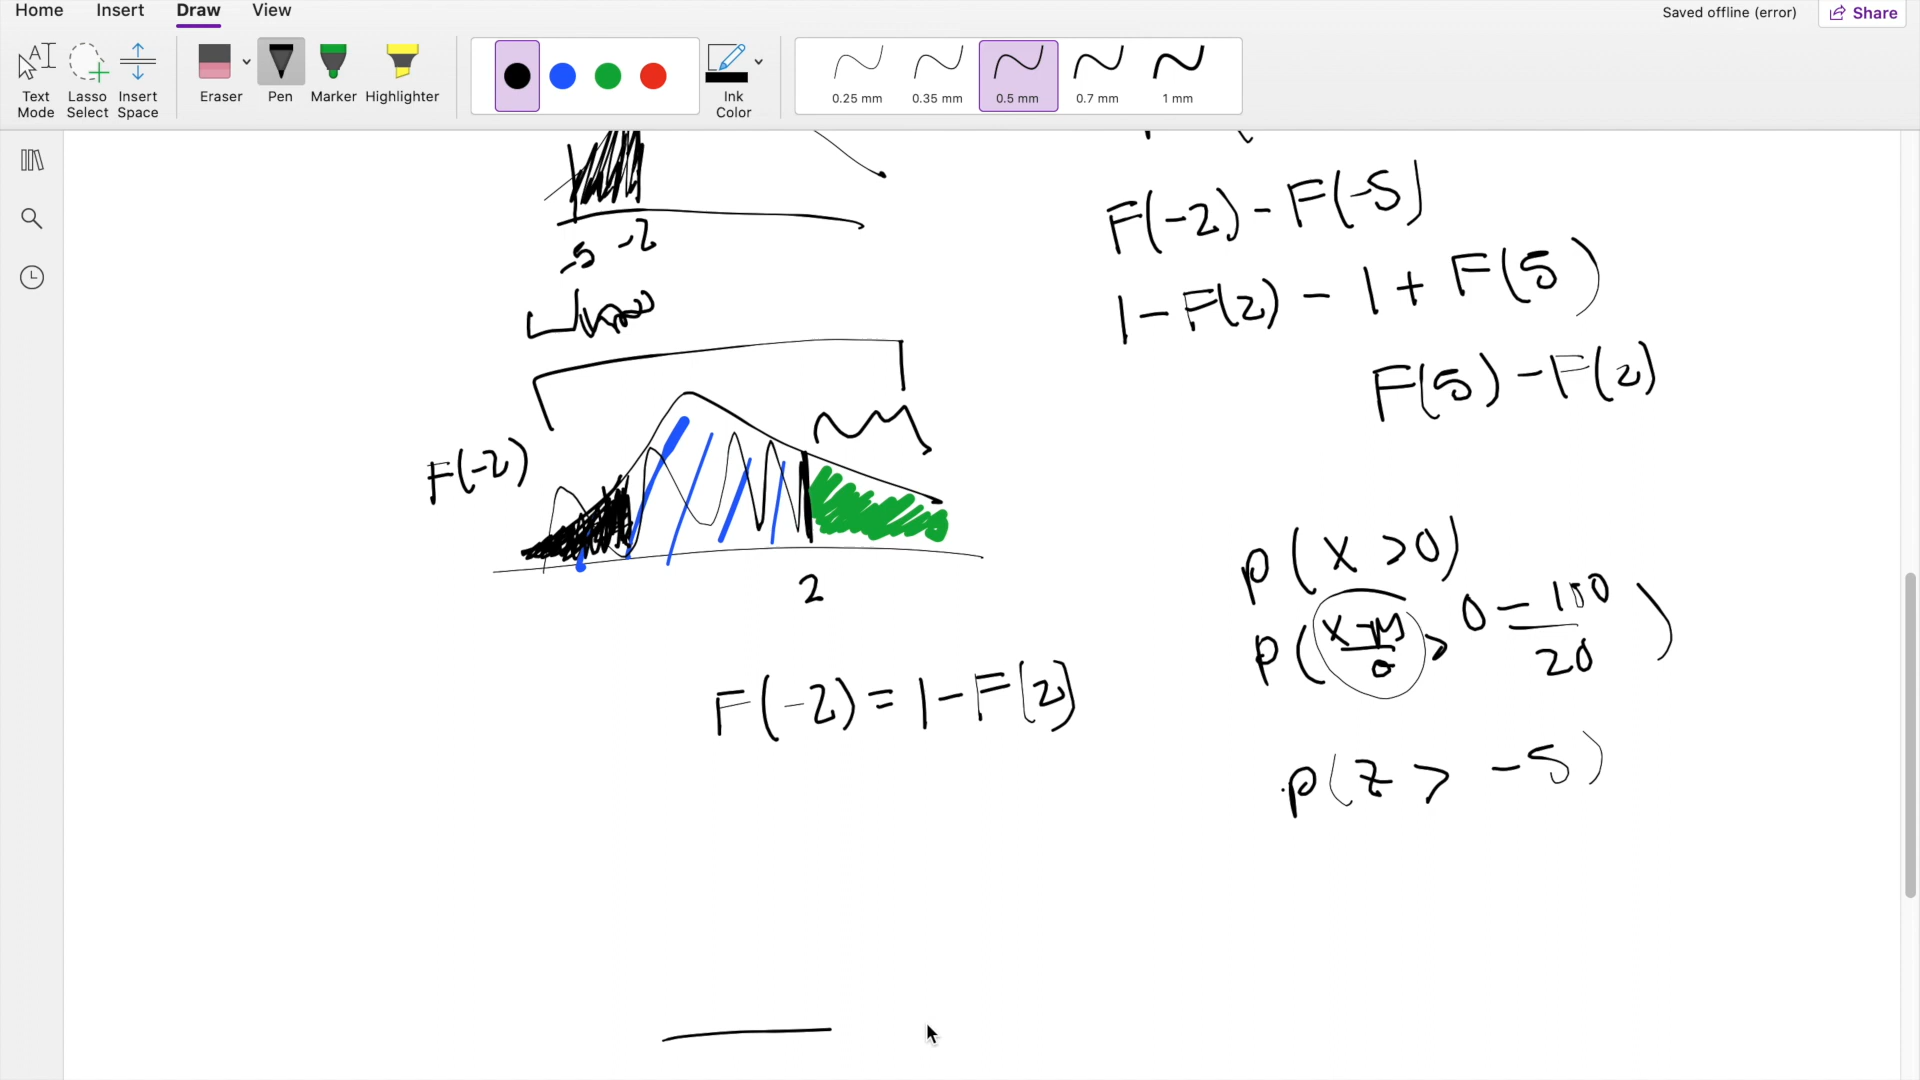 Home Insert Draw View
Saved offline (error)
Share
Text Mode
Lasso Select
Insert Space
Eraser
Pen
Marker
Highlighter
Ink Color
0.25 mm
0.35 mm
0.5 mm
0.7 mm
1 mm
-5 -2
F(-2) - F(-5)
1 - F(2) - 1 + F(5)
F(5) - F(2)
F(-2)
2
F(-2) = 1 - F(2)
P(X > 0)
P(X-μ/σ > 0-100/20)
P(Z > -5)